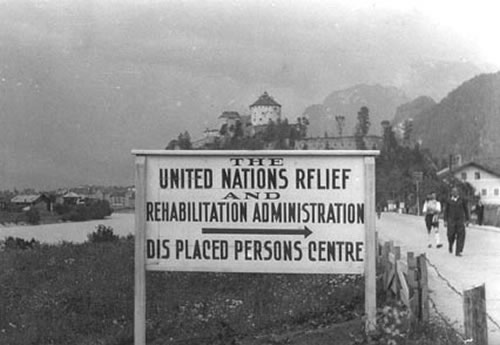 THE
UNITED NATIONS RFLIEF
AND
REHABILITATION ADMINISTRATION
DIS PLACED PERSONS CENTRE